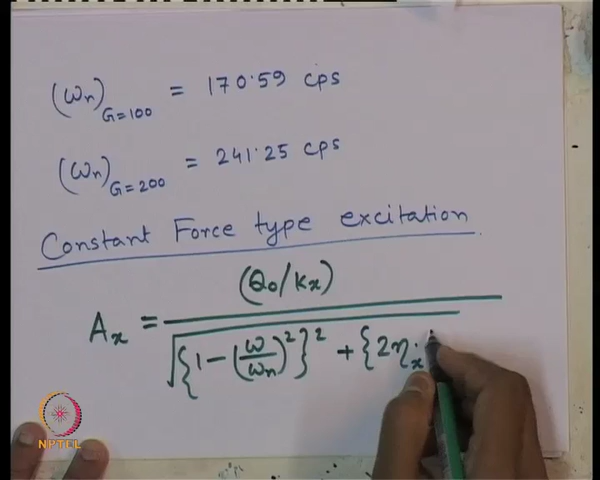 (ωn)G=100 = 170.59 cps
(ωn)G=200 = 241.25 cps
Constant Force type excitation
Ax = (Q0/kx) / √{1-(ω/ωn)²}² + {2ηx
NPTEL